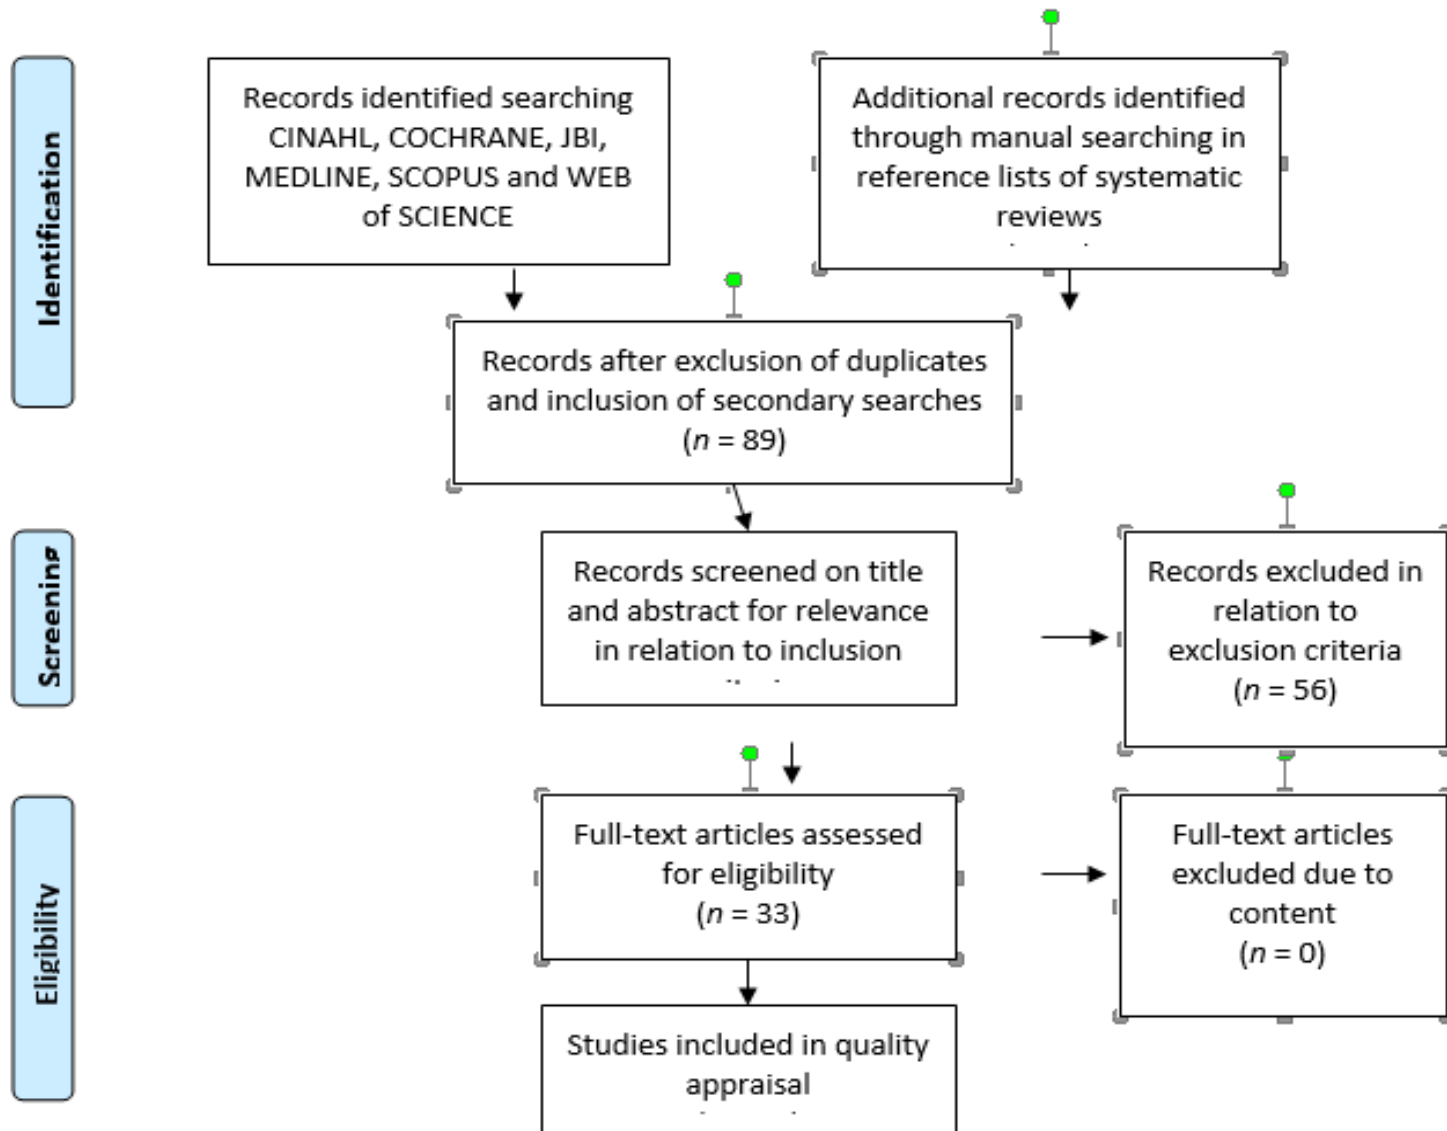 Identification
Records identified searching
CINAHL, COCHRANE, JBI,
MEDLINE, SCOPUS and WEB
of SCIENCE
Additional records identified
through manual searching in
reference lists of systematic
reviews
Records after exclusion of duplicates
and inclusion of secondary searches
(n = 89)
Screening
Records screened on title
and abstract for relevance
in relation to inclusion
Records excluded in
relation to
exclusion criteria
(n = 56)
Eligibility
Full-text articles assessed
for eligibility
(n = 33)
Full-text articles
excluded due to
content
(n = 0)
Studies included in quality
appraisal